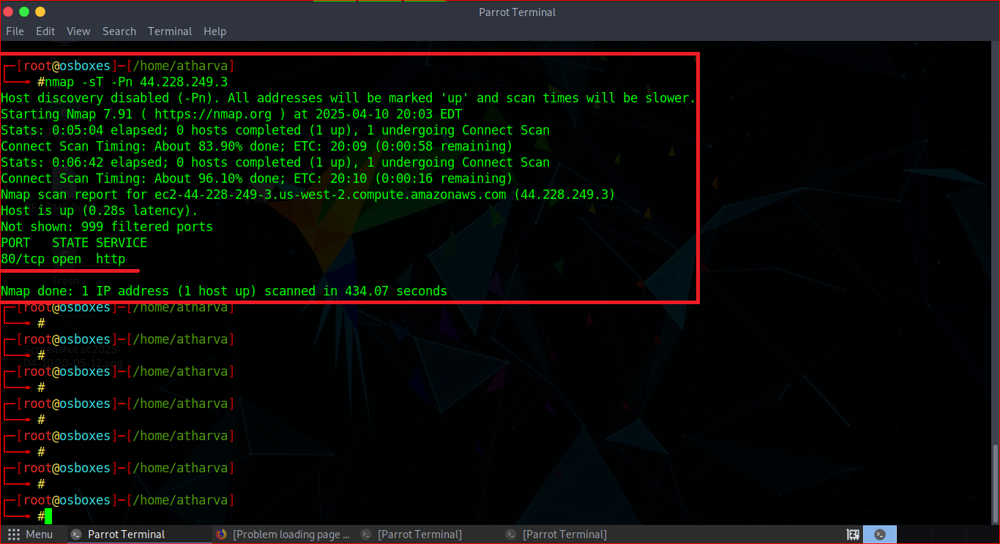 Parrot Terminal
File Edit View Search Terminal Help
┌─[root@osboxes]─[/home/atharva]
└──╼ #nmap -sT -Pn 44.228.249.3
Host discovery disabled (-Pn). All addresses will be marked 'up' and scan times will be slower.
Starting Nmap 7.91 ( https://nmap.org ) at 2025-04-10 20:03 EDT
Stats: 0:05:04 elapsed; 0 hosts completed (1 up), 1 undergoing Connect Scan
Connect Scan Timing: About 83.90% done; ETC: 20:09 (0:00:58 remaining)
Stats: 0:06:42 elapsed; 0 hosts completed (1 up), 1 undergoing Connect Scan
Connect Scan Timing: About 96.10% done; ETC: 20:10 (0:00:16 remaining)
Nmap scan report for ec2-44-228-249-3.us-west-2.compute.amazonaws.com (44.228.249.3)
Host is up (0.28s latency).
Not shown: 999 filtered ports
PORT   STATE SERVICE
80/tcp open  http
Trash
Nmap done: 1 IP address (1 host up) scanned in 434.07 seconds
┌─[root@osboxes]─[/home/atharva]
└──╼ #
┌─[root@osboxes]─[/home/atharva]
Screenshot at 2025-
└──╼ #
04-10 20-05-12.png
┌─[root@osboxes]─[/home/atharva]
└──╼ #
┌─[root@osboxes]─[/home/atharva]
└──╼ #
┌─[root@osboxes]─[/home/atharva]
└──╼ #
┌─[root@osboxes]─[/home/atharva]
└──╼ #
┌─[root@osboxes]─[/home/atharva]
└──╼ #
Menu Parrot Terminal [Problem loading page ... [Parrot Terminal] [Parrot Terminal]